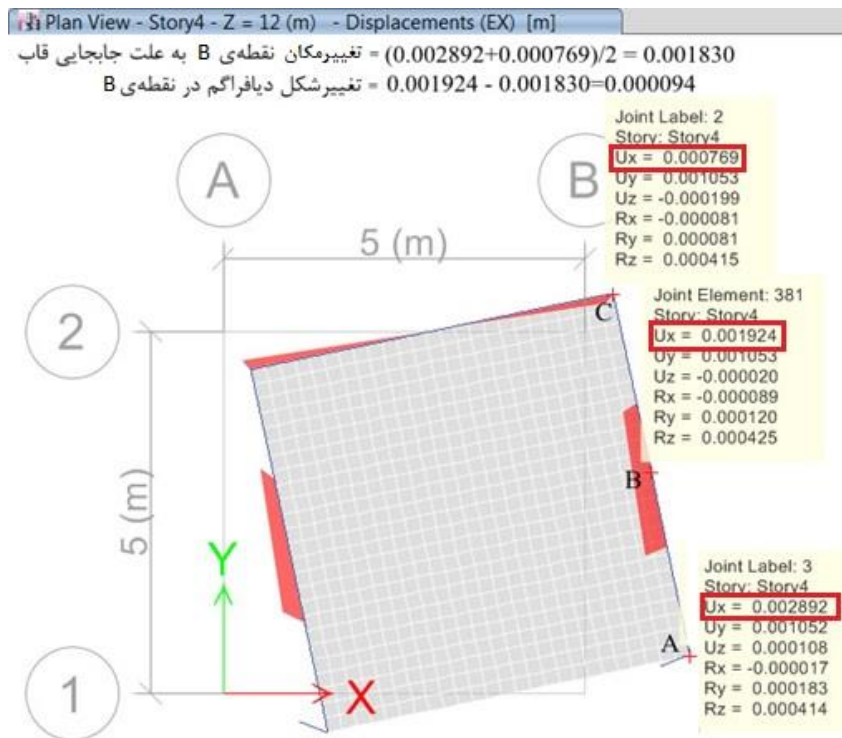 Plan View - Story4 - Z = 12 (m) - Displacements (EX) [m]
تغییرمکان نقطه‌ی B به علت جابجایی قاب = (0.002892+0.000769)/2 = 0.001830
تغییرشکل دیافراگم در نقطه‌ی B = 0.001924 - 0.001830=0.000094
Joint Label: 2
Story: Story4
Ux = 0.000769
Uy = 0.001053
Uz = -0.000199
Rx = -0.000081
Ry = 0.000081
Rz = 0.000415
A
B
5 (m)
Joint Element: 381
Story: Story4
Ux = 0.001924
Uy = 0.001053
Uz = -0.000020
Rx = -0.000089
Ry = 0.000120
Rz = 0.000425
2
C
B
5 (m)
Y
Joint Label: 3
Story: Story4
Ux = 0.002892
Uy = 0.001052
Uz = 0.000108
Rx = -0.000017
Ry = 0.000183
Rz = 0.000414
A
1
X